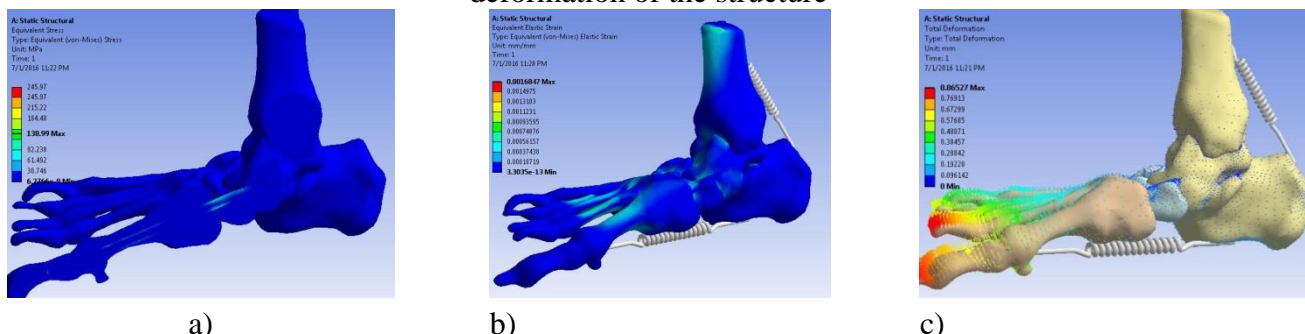 deformation of the structure
A: Static Structural
Equivalent Stress
Type: Equivalent (von-Mises) Stress
Unit: MPa
Time: 1
7/1/2016 11:22 PM
245.97
245.97
215.22
184.48
138.99 Max
92.238
61.492
30.746
A: Static Structural
Equivalent Elastic Strain
Type: Equivalent (von-Mises) Elastic Strain
Unit: mm/mm
Time: 1
7/1/2016 11:20 PM
0.0016847 Max
0.0014975
0.0013103
0.0011231
0.00093595
0.00074876
0.00056157
0.00037438
0.00018719
3.3035e-13 Min
A: Static Structural
Total Deformation
Type: Total Deformation
Unit: mm
Time: 1
7/1/2016 11:21 PM
0.86527 Max
0.76913
0.67299
0.57685
0.48071
0.38457
0.28842
0.19228
0.096142
0 Min
a)
b)
c)